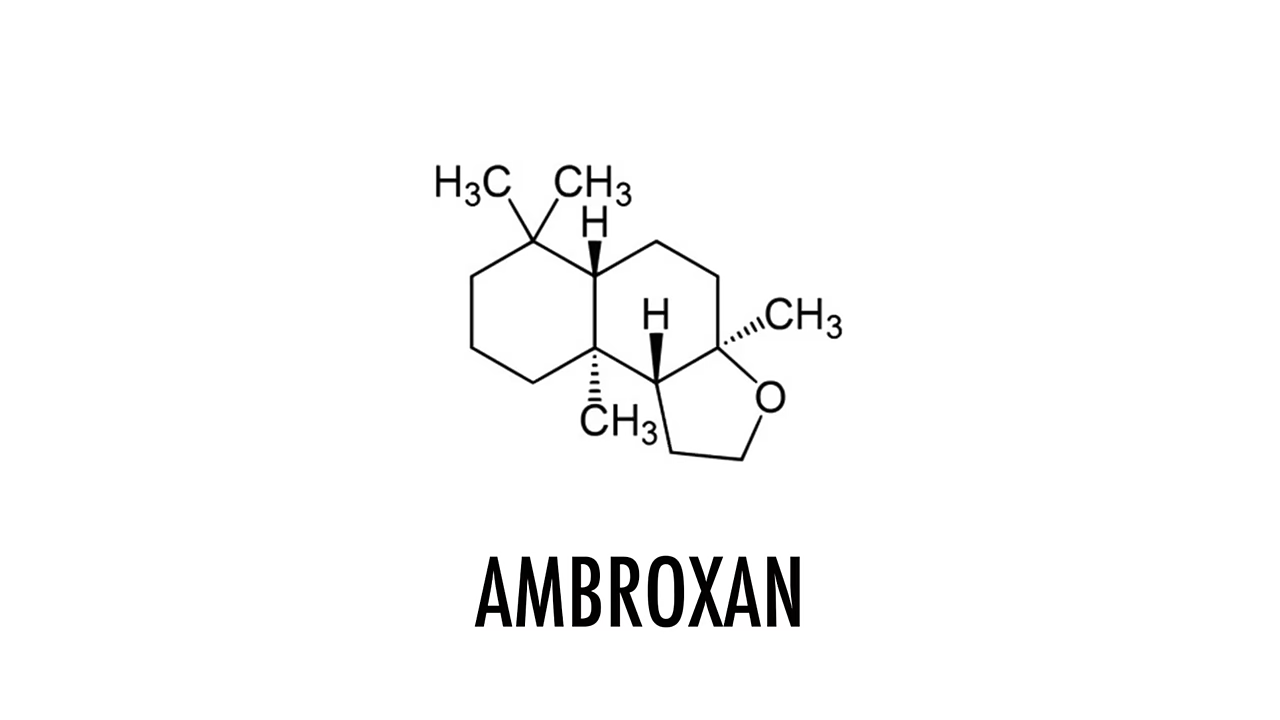 H₃C CH₃
H
H CH₃
O
CH₃
AMBROXAN